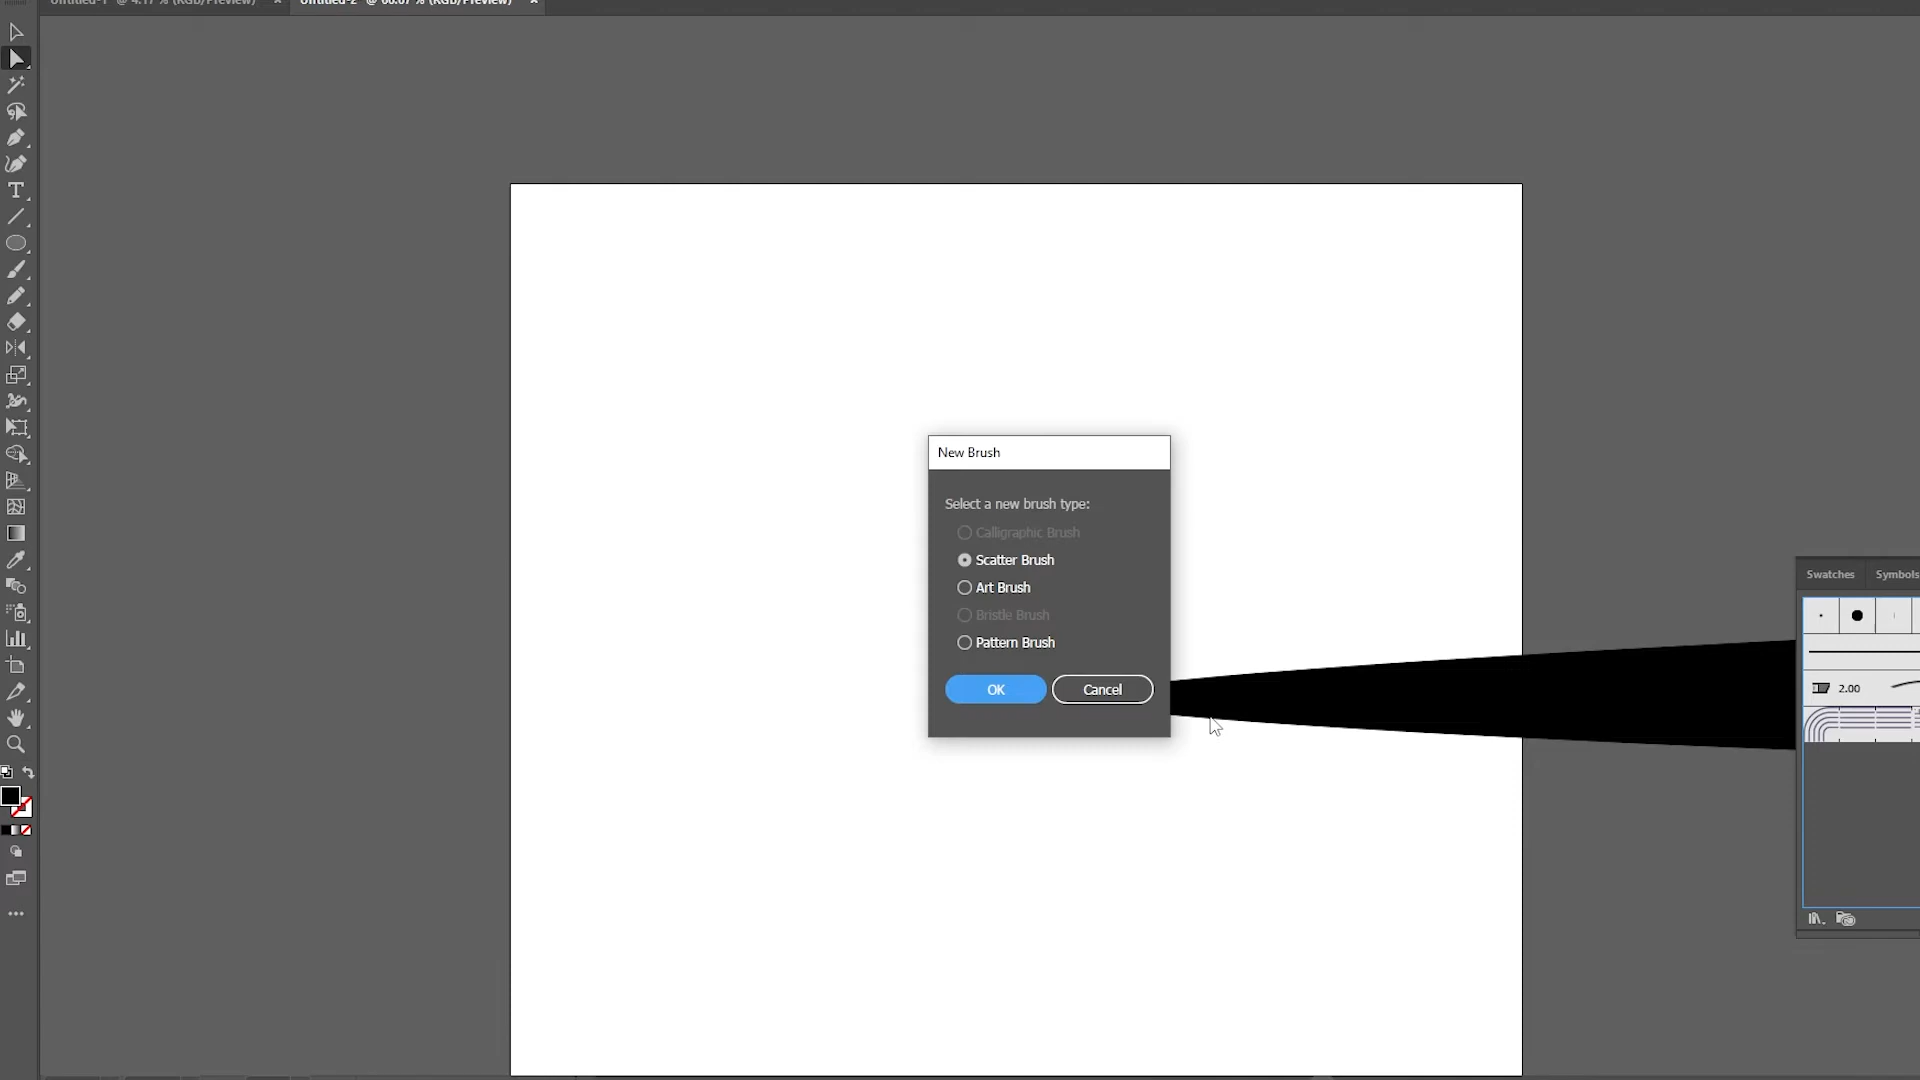 Untitled-1* @ 4.17 % (RGB/Preview) × Untitled-2* @ 66.67 % (RGB/Preview) ×
New Brush
Select a new brush type:
Calligraphic Brush
Scatter Brush
Art Brush
Bristle Brush
Pattern Brush
OK Cancel
Swatches Symbols
2.00